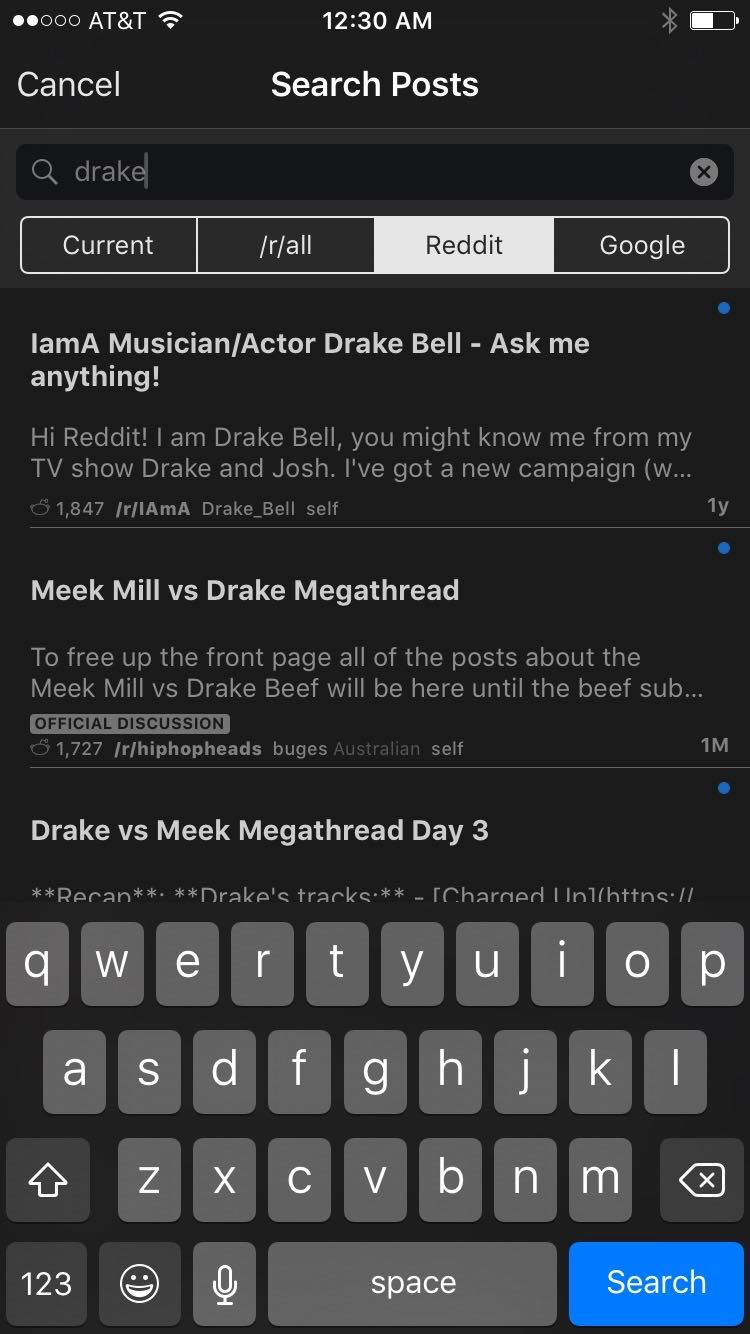 AT&T 12:30 AM
Cancel Search Posts
drake
Current /r/all Reddit Google
IamA Musician/Actor Drake Bell - Ask me
anything!
Hi Reddit! I am Drake Bell, you might know me from my
TV show Drake and Josh. I've got a new campaign (w...
1,847 /r/IAmA Drake_Bell self 1y
Meek Mill vs Drake Megathread
To free up the front page all of the posts about the
Meek Mill vs Drake Beef will be here until the beef sub...
OFFICIAL DISCUSSION
1,727 /r/hiphopheads buges Australian self 1M
Drake vs Meek Megathread Day 3
**Recap**: **Drake's tracks:** - [Charged Up](https://
q w e r t y u i o p
a s d f g h j k l
z x c v b n m
123 space Search